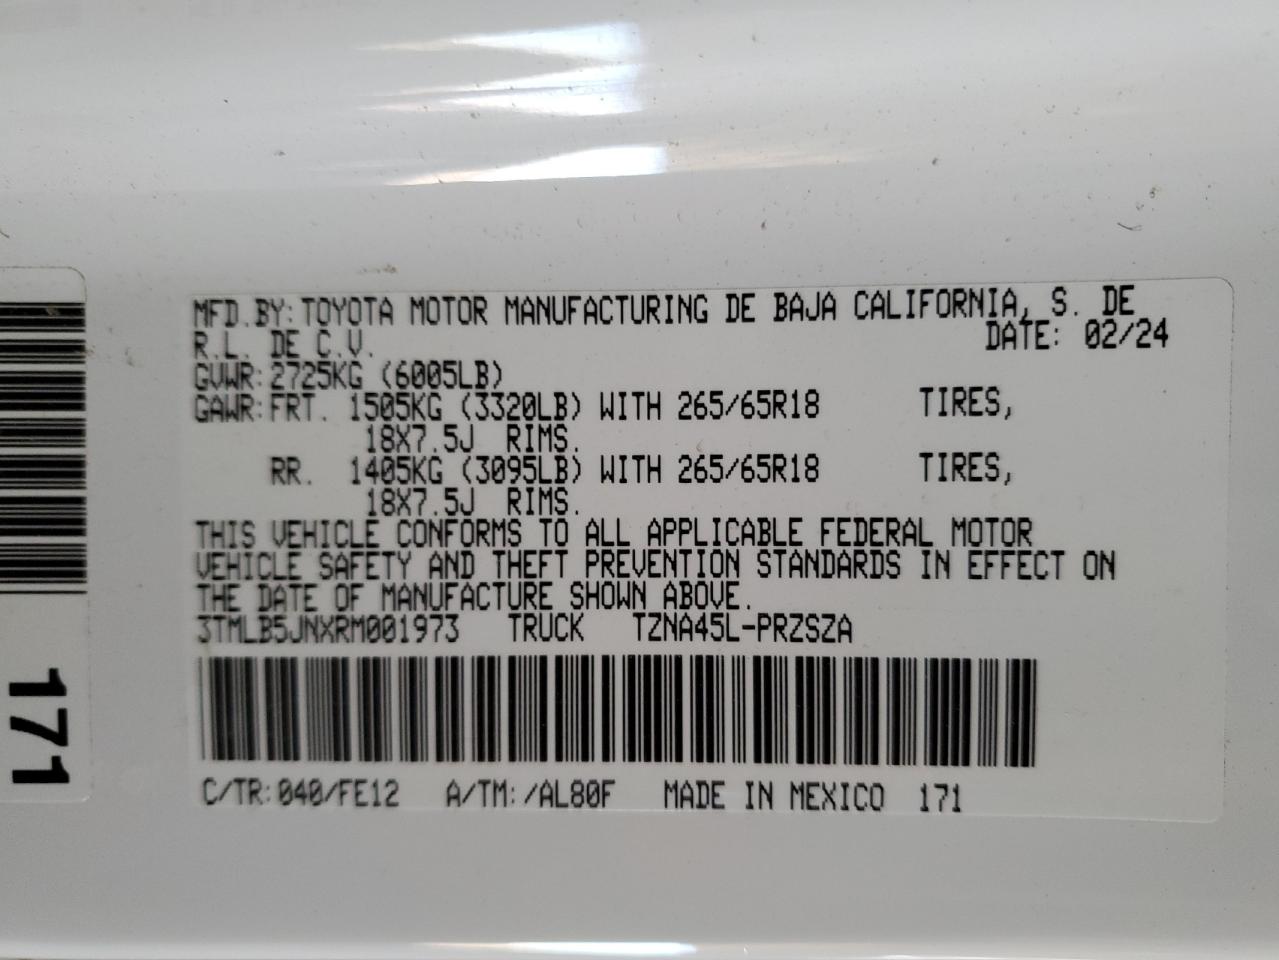 MFD.BY: TOYOTA MOTOR MANUFACTURING DE BAJA CALIFORNIA, S. DE
R.L. DE C.V. DATE: 02/24
GVWR: 2725KG (6005LB)
GAWR: FRT. 1505KG (3320LB) WITH 265/65R18 TIRES,
18X7.5J RIMS.
RR. 1405KG (3095LB) WITH 265/65R18 TIRES,
18X7.5J RIMS.
THIS VEHICLE CONFORMS TO ALL APPLICABLE FEDERAL MOTOR
VEHICLE SAFETY AND THEFT PREVENTION STANDARDS IN EFFECT ON
THE DATE OF MANUFACTURE SHOWN ABOVE.
3TMLB5JNXRM001973 TRUCK TZNA45L-PRZSZA
C/TR: 040/FE12 A/TM: /AL80F MADE IN MEXICO 171
171